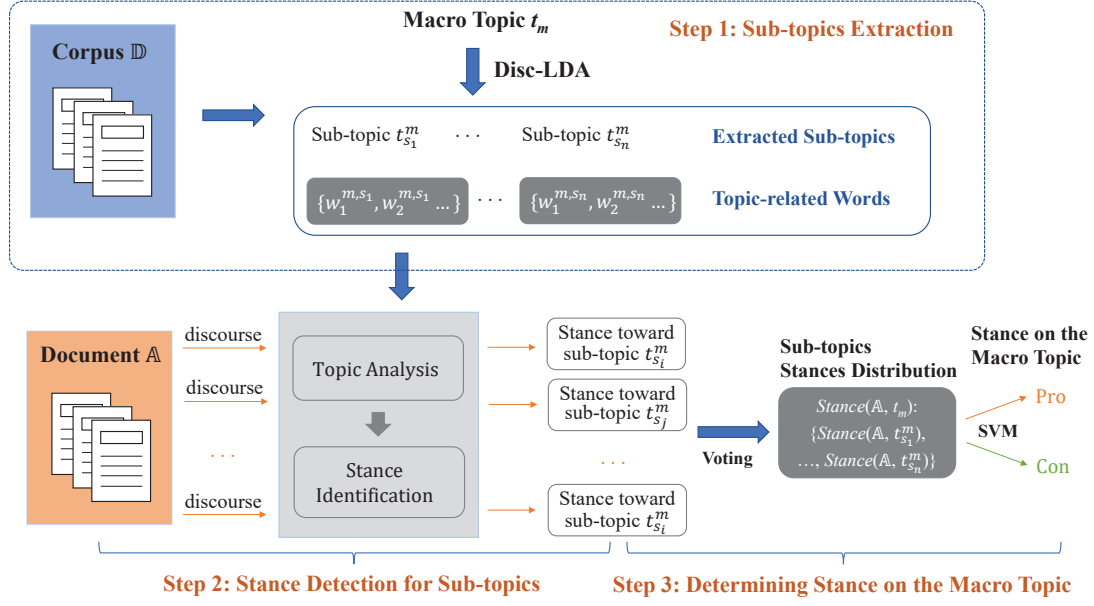 Macro Topic t_m
Step 1: Sub-topics Extraction
Corpus 𝔻
Disc-LDA
Sub-topic t_{s_1}^m · · · Sub-topic t_{s_n}^m
Extracted Sub-topics
{w_1^{m,s_1}, w_2^{m,s_1} …} · · · {w_1^{m,s_n}, w_2^{m,s_n} …}
Topic-related Words
Document 𝔸
discourse
discourse
discourse
· · ·
discourse
Topic Analysis
Stance
Identification
Stance toward
sub-topic t_{s_i}^m
Stance toward
sub-topic t_{s_j}^m
· · ·
Stance toward
sub-topic t_{s_i}^m
Voting
Sub-topics
Stances Distribution
Stance(𝔸, t_m):
{Stance(𝔸, t_{s_1}^m),
…, Stance(𝔸, t_{s_n}^m)}
Stance on the
Macro Topic
Pro
SVM
Con
Step 2: Stance Detection for Sub-topics
Step 3: Determining Stance on the Macro Topic